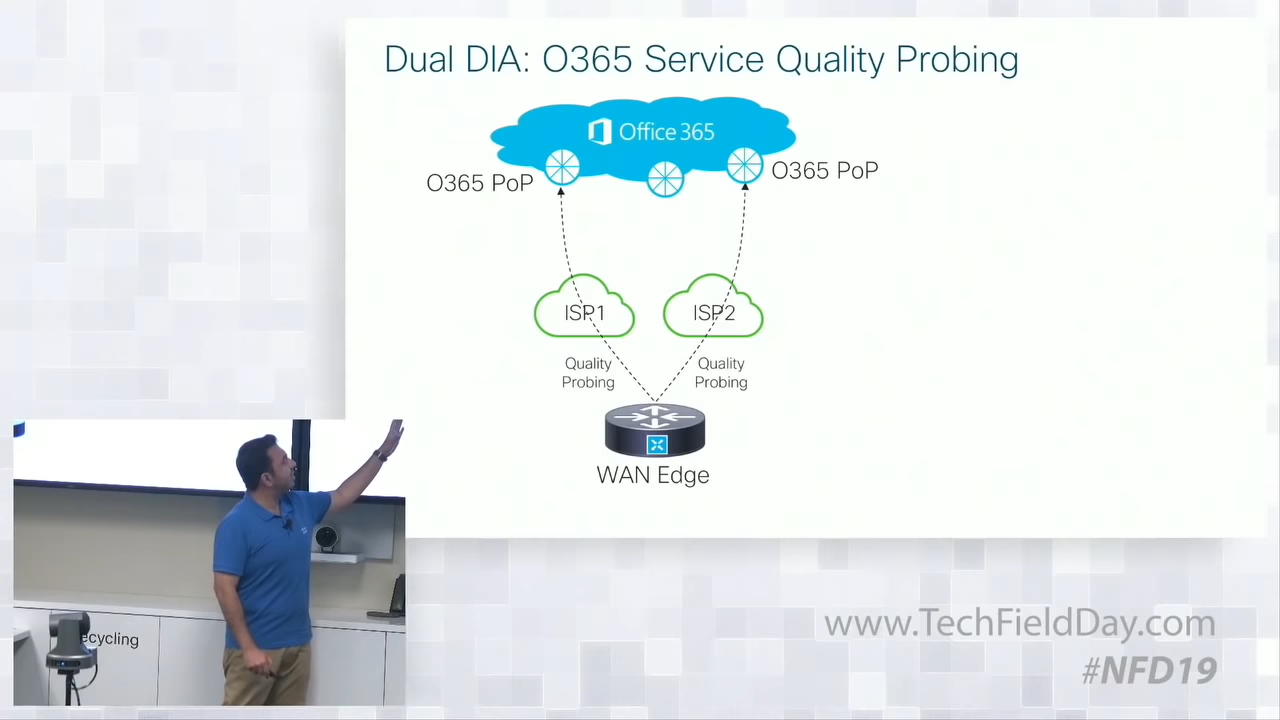 Dual DIA: O365 Service Quality Probing
Office 365
O365 PoP
O365 PoP
ISP1
ISP2
Quality
Probing
Quality
Probing
WAN Edge
ecycling
www.TechFieldDay.com
#NFD19